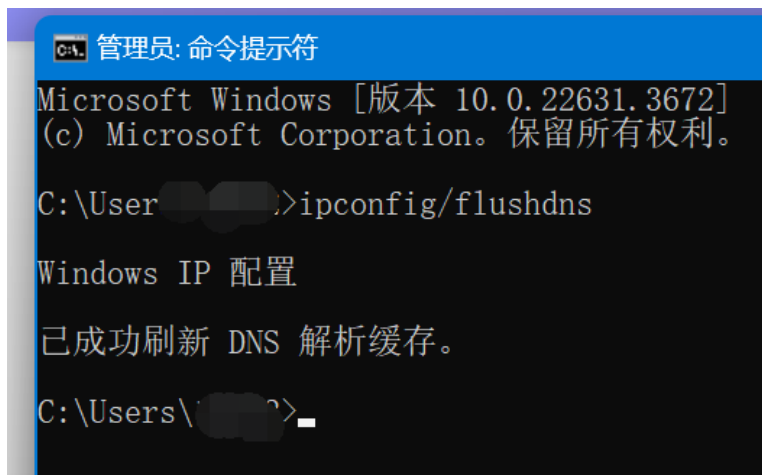 管理员: 命令提示符
Microsoft Windows [版本 10.0.22631.3672]
(c) Microsoft Corporation。保留所有权利。
C:\User >ipconfig/flushdns
Windows IP 配置
已成功刷新 DNS 解析缓存。
C:\Users\ >